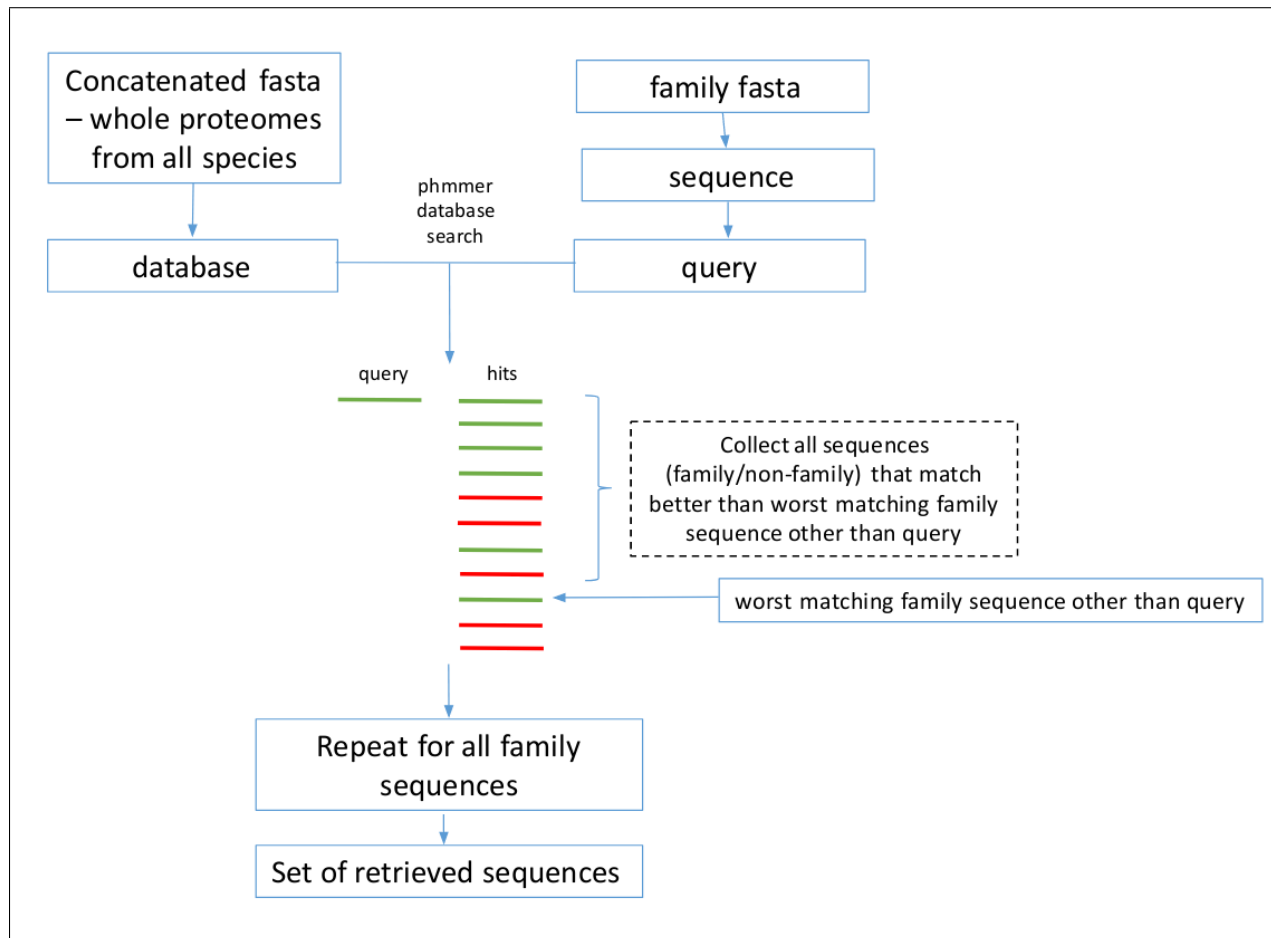 Concatenated fasta
– whole proteomes
from all species
family fasta
sequence
phmmer
database
search
database
query
query
hits
Collect all sequences
(family/non-family) that match
better than worst matching family
sequence other than query
worst matching family sequence other than query
Repeat for all family
sequences
Set of retrieved sequences